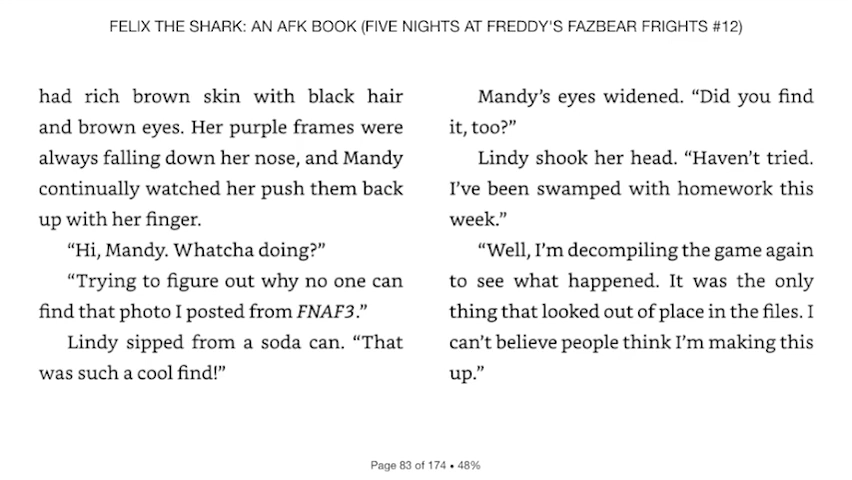 FELIX THE SHARK: AN AFK BOOK (FIVE NIGHTS AT FREDDY'S FAZBEAR FRIGHTS #12)
had rich brown skin with black hair
and brown eyes. Her purple frames were
always falling down her nose, and Mandy
continually watched her push them back
up with her finger.
“Hi, Mandy. Whatcha doing?”
“Trying to figure out why no one can
find that photo I posted from FNAF3.”
Lindy sipped from a soda can. “That
was such a cool find!”
Mandy’s eyes widened. “Did you find
it, too?”
Lindy shook her head. “Haven’t tried.
I’ve been swamped with homework this
week.”
“Well, I’m decompiling the game again
to see what happened. It was the only
thing that looked out of place in the files. I
can’t believe people think I’m making this
up.”
Page 83 of 174 • 48%